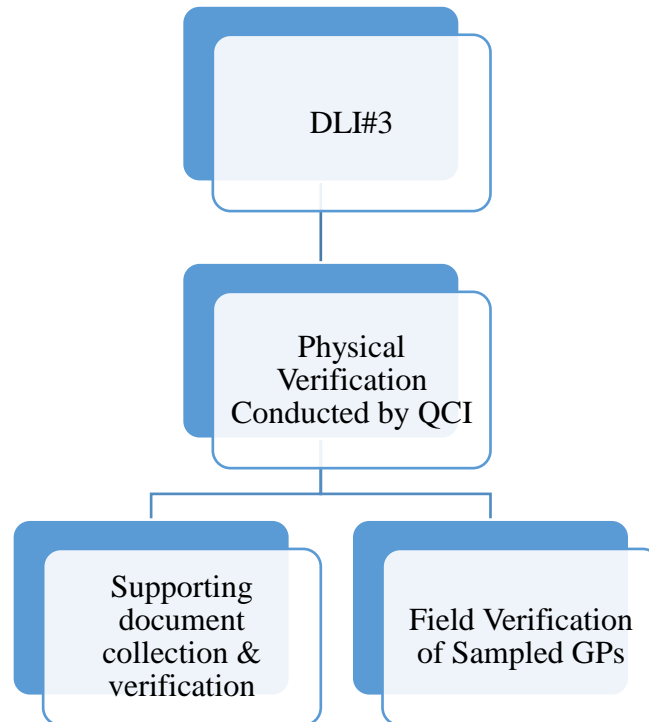 DLI#3
Physical
Verification
Conducted by QCI
Supporting
document
collection &
verification
Field Verification
of Sampled GPs